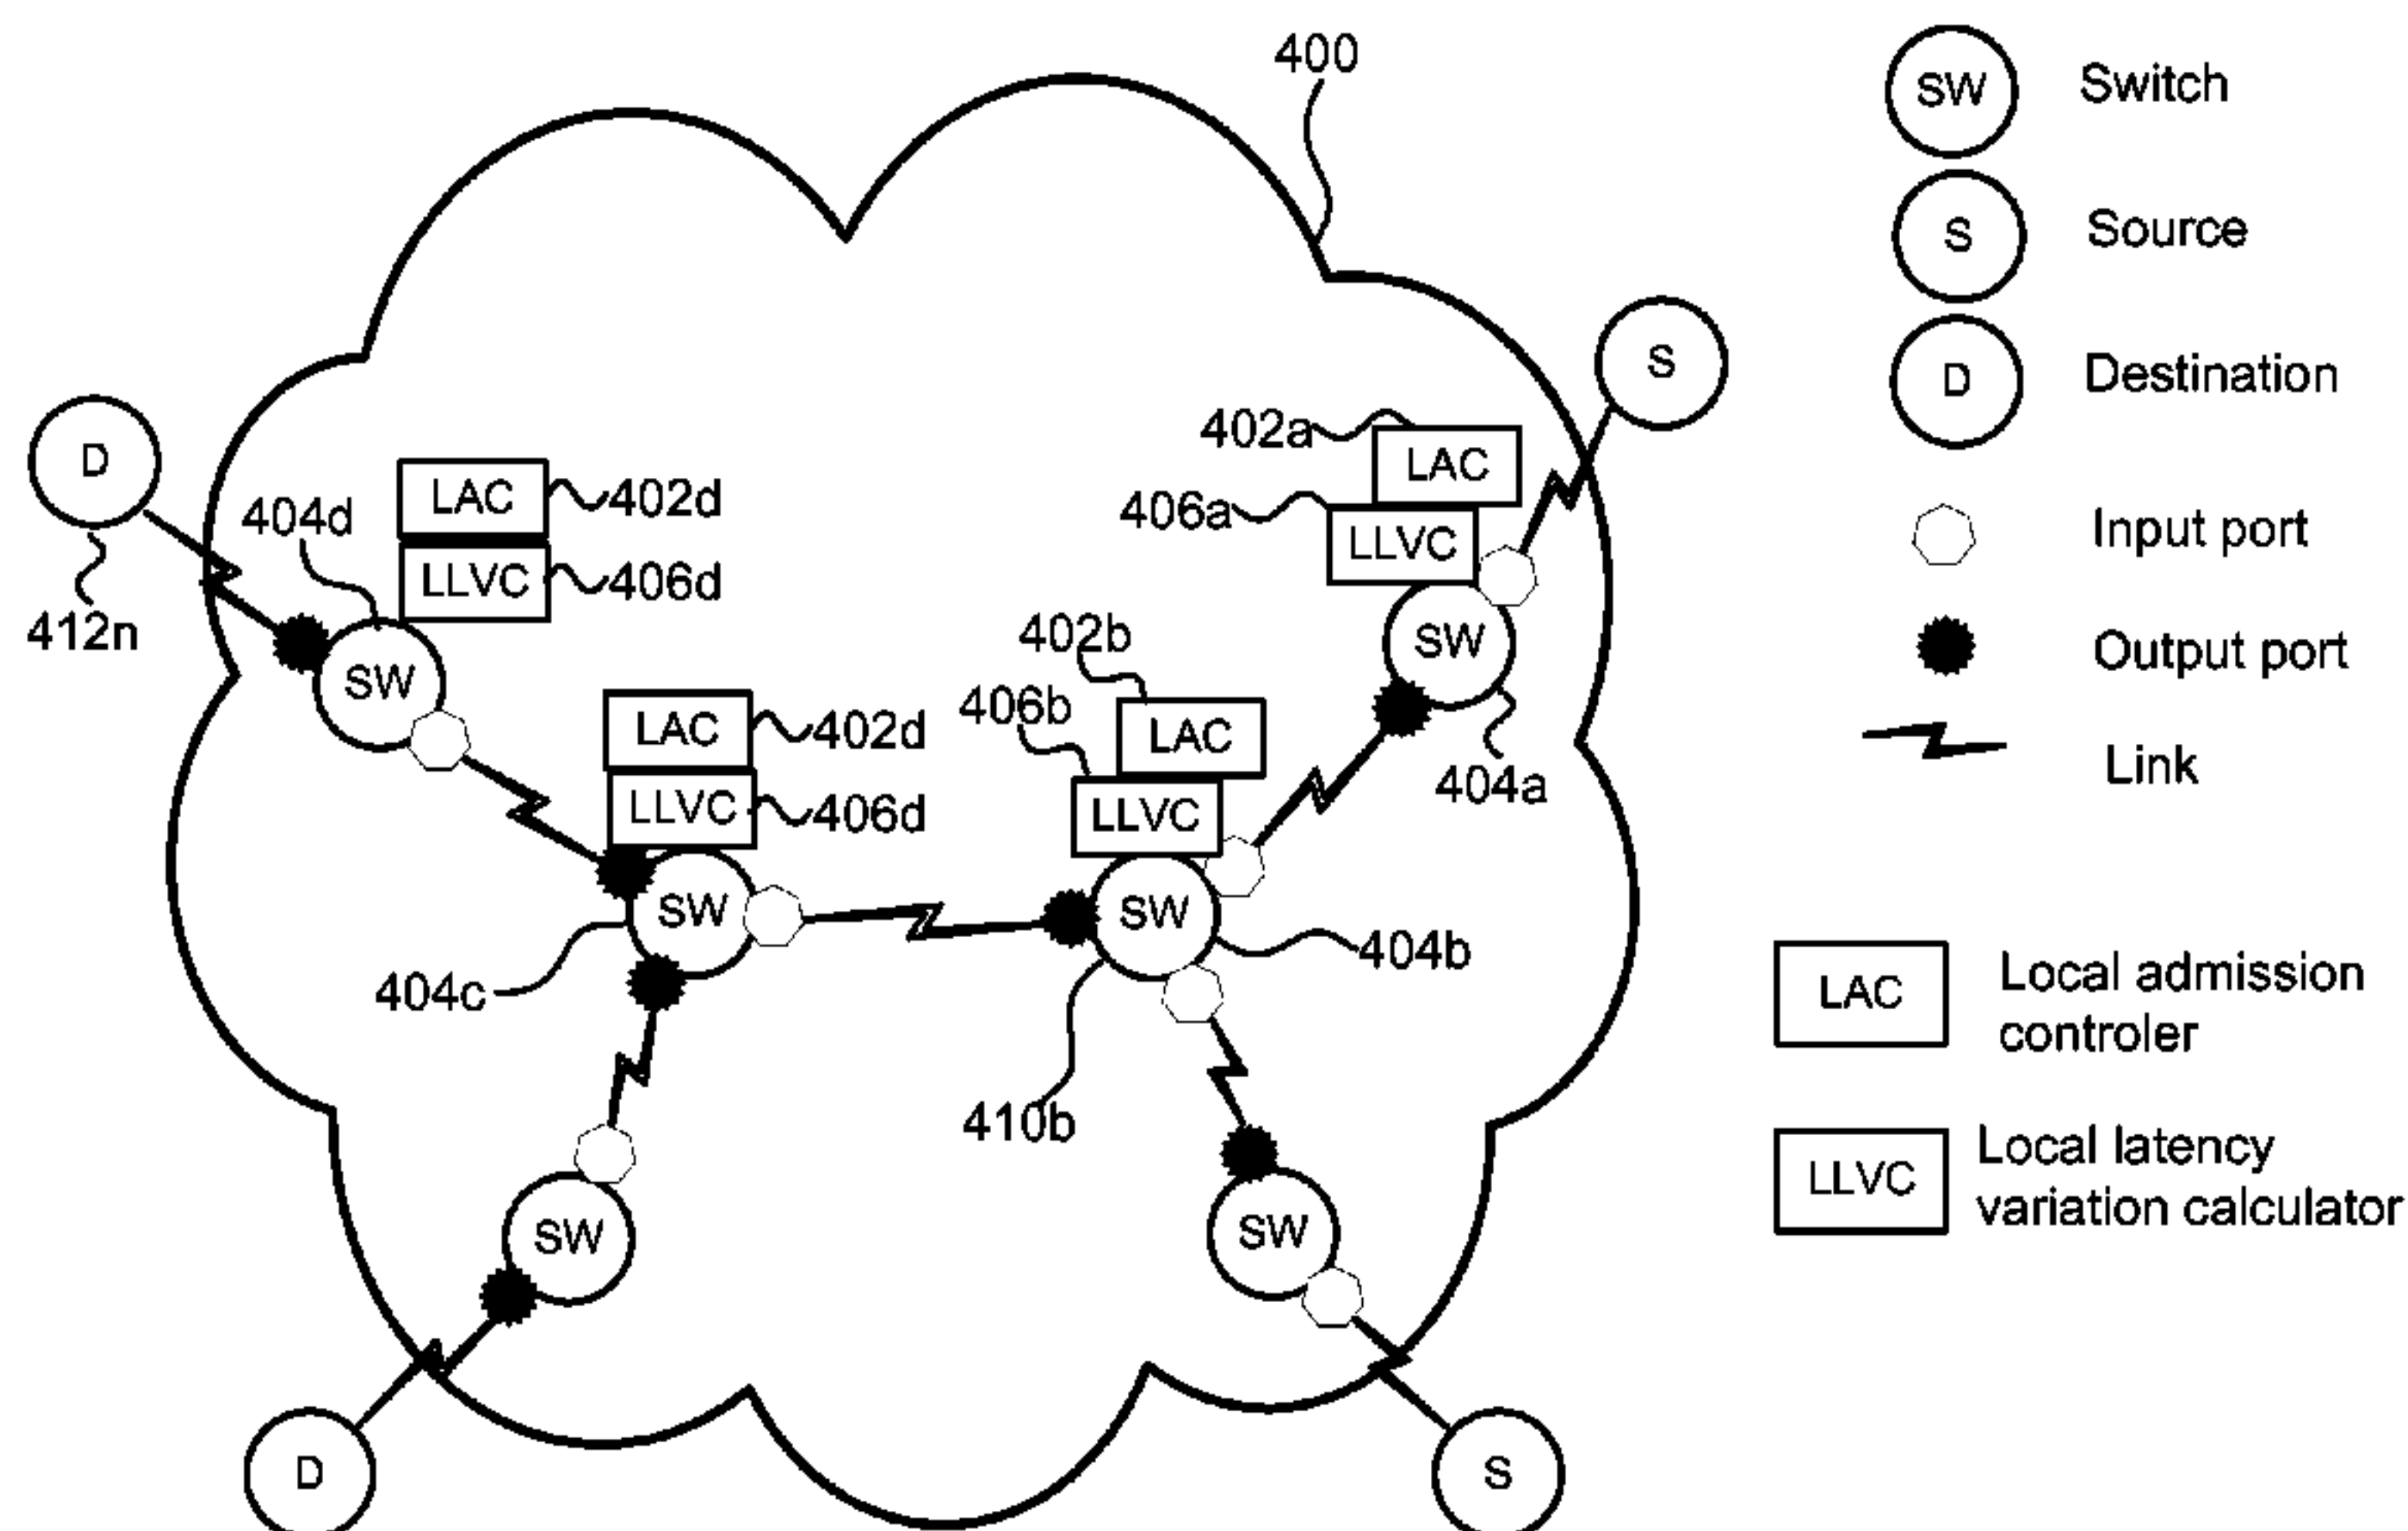 400
SW
Switch
S
Source
D
Destination
Input port
Output port
Link
LAC
Local admission
controler
LLVC
Local latency
variation calculator
S
402a
LAC
406a
LLVC
SW
404a
D
412n
404d
LAC
402d
LLVC
406d
SW
402b
406b
LAC
LLVC
SW
404b
410b
LAC
402d
LLVC
406d
SW
404c
SW
SW
D
S